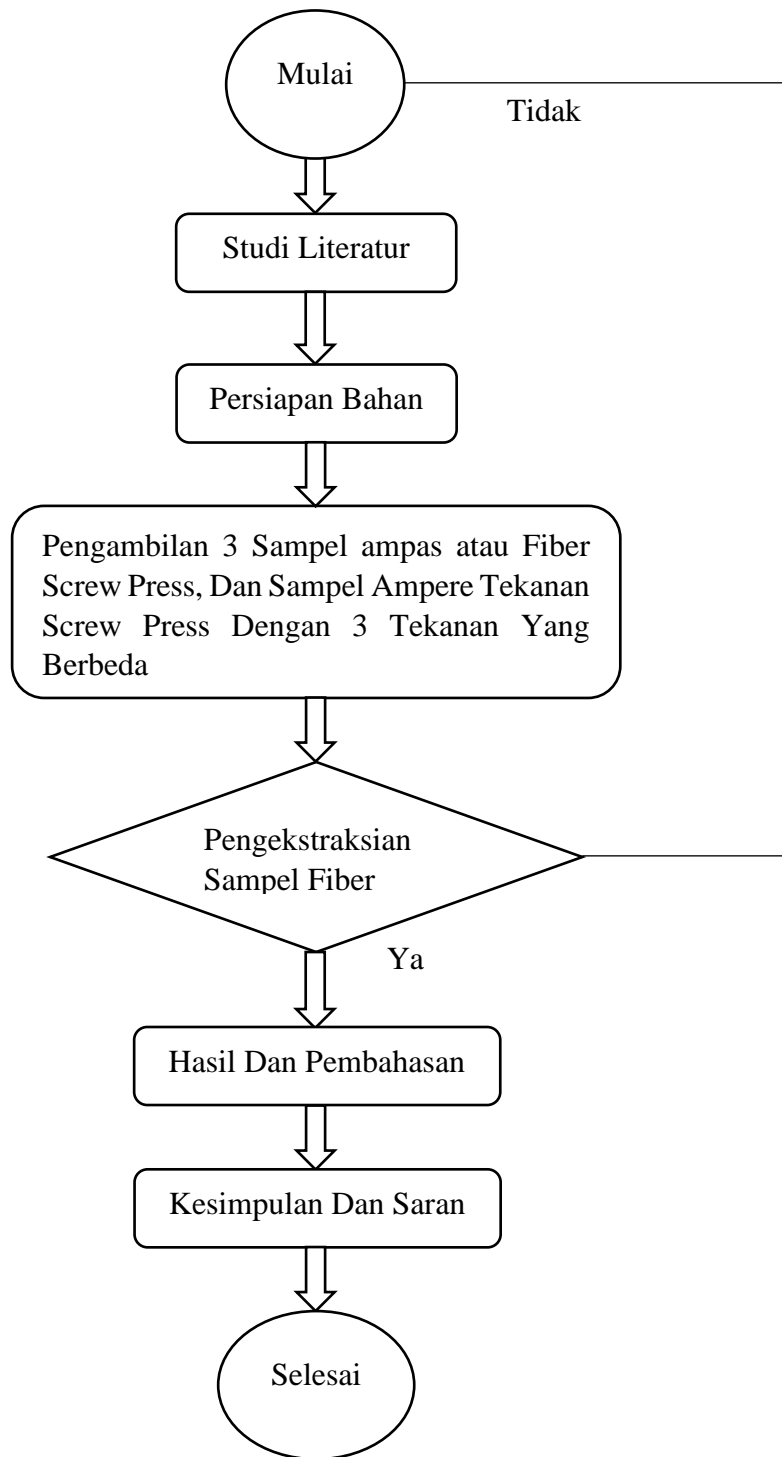 Mulai
Tidak
Studi Literatur
Persiapan Bahan
Pengambilan 3 Sampel ampas atau Fiber
Screw Press, Dan Sampel Ampere Tekanan
Screw Press Dengan 3 Tekanan Yang
Berbeda
Pengekstraksian
Sampel Fiber
Ya
Hasil Dan Pembahasan
Kesimpulan Dan Saran
Selesai